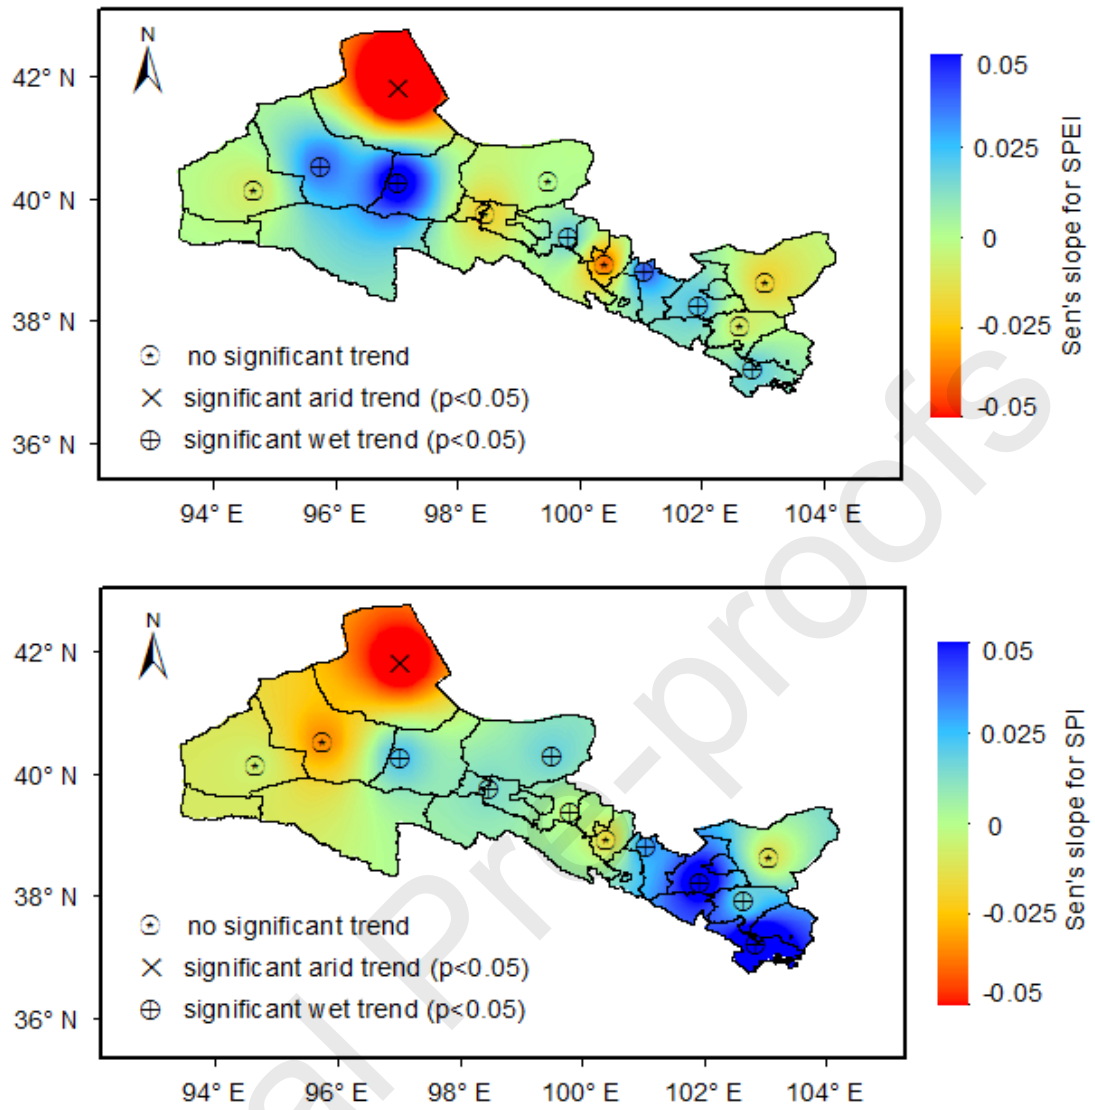 N
42° N
40° N
38° N
36° N
no significant trend
significant arid trend (p<0.05)
significant wet trend (p<0.05)
94° E 96° E 98° E 100° E 102° E 104° E
0.05
0.025
0
-0.025
-0.05
Sen's slope for SPEI
N
42° N
40° N
38° N
36° N
no significant trend
significant arid trend (p<0.05)
significant wet trend (p<0.05)
94° E 96° E 98° E 100° E 102° E 104° E
0.05
0.025
0
-0.025
-0.05
Sen's slope for SPI
al Pre-proofs